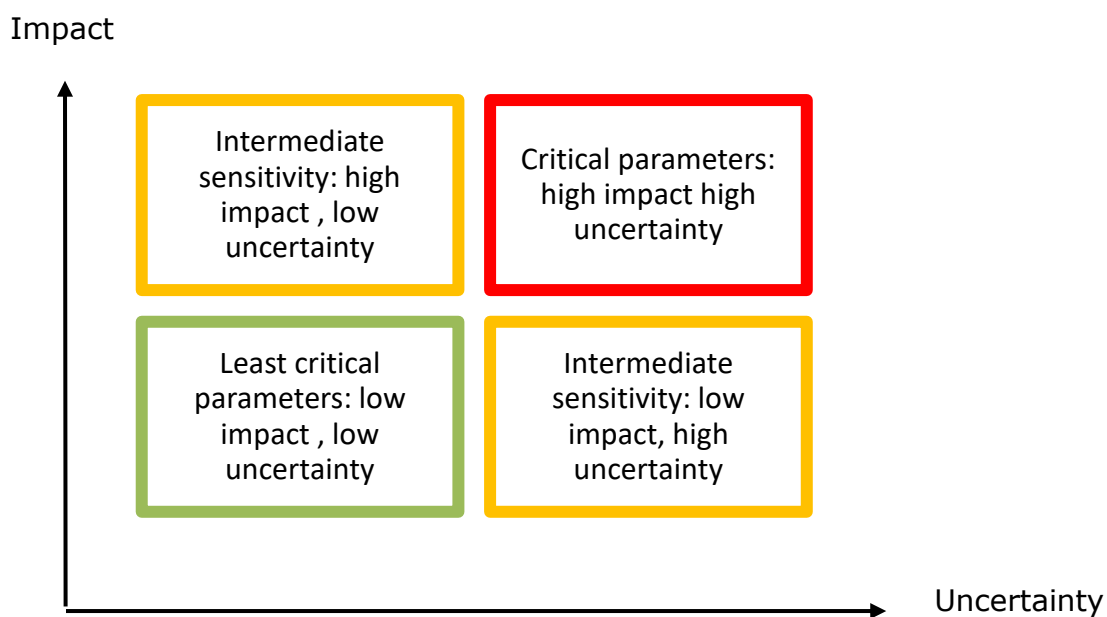 Impact
Intermediate
sensitivity: high
impact , low
uncertainty
Critical parameters:
high impact high
uncertainty
Least critical
parameters: low
impact , low
uncertainty
Intermediate
sensitivity: low
impact, high
uncertainty
Uncertainty